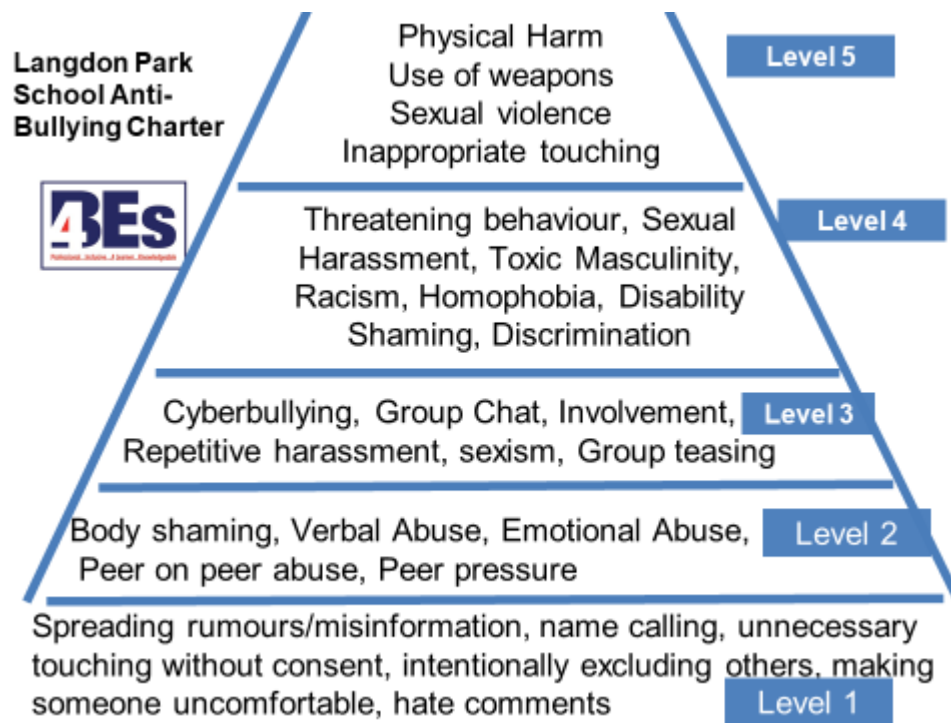 Langdon Park
School Anti-
Bullying Charter
4BEs
Physical Harm
Use of weapons
Sexual violence
Inappropriate touching
Level 5
Threatening behaviour, Sexual
Harassment, Toxic Masculinity,
Racism, Homophobia, Disability
Shaming, Discrimination
Level 4
Cyberbullying, Group Chat, Involvement,
Repetitive harassment, sexism, Group teasing
Level 3
Body shaming, Verbal Abuse, Emotional Abuse,
Peer on peer abuse, Peer pressure
Level 2
Spreading rumours/misinformation, name calling, unnecessary
touching without consent, intentionally excluding others, making
someone uncomfortable, hate comments
Level 1